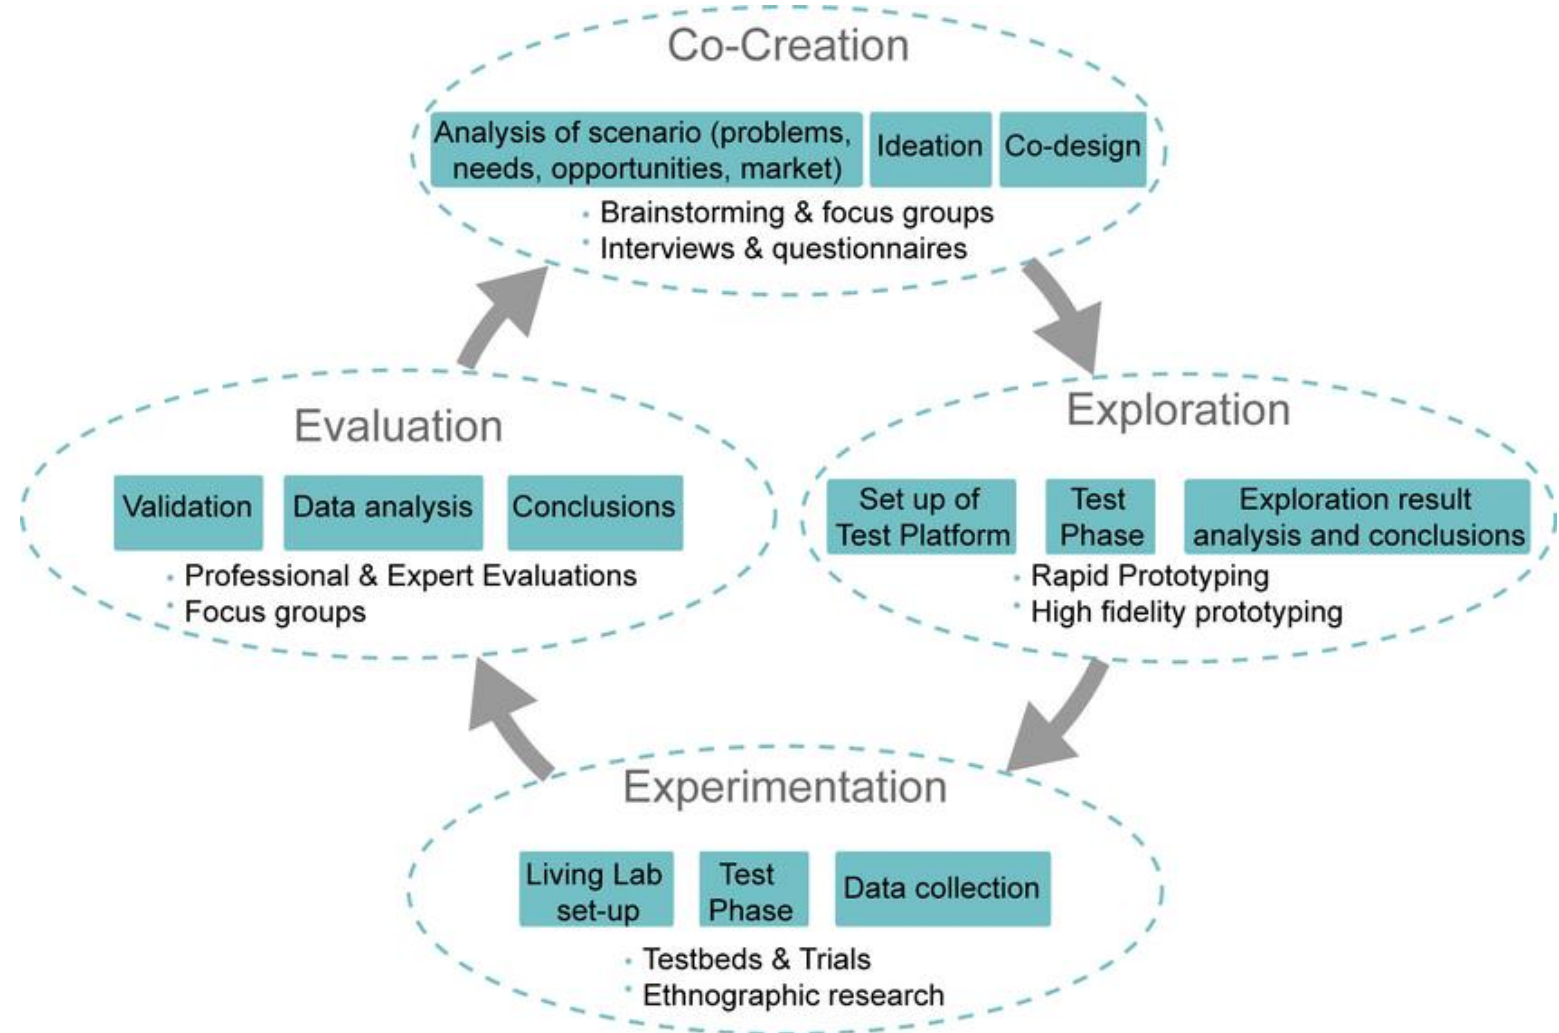 Co-Creation
Analysis of scenario (problems,
needs, opportunities, market)
Ideation
Co-design
· Brainstorming & focus groups
· Interviews & questionnaires
Evaluation
Validation
Data analysis
Conclusions
· Professional & Expert Evaluations
· Focus groups
Exploration
Set up of
Test Platform
Test
Phase
Exploration result
analysis and conclusions
· Rapid Prototyping
· High fidelity prototyping
Experimentation
Living Lab
set-up
Test
Phase
Data collection
· Testbeds & Trials
· Ethnographic research